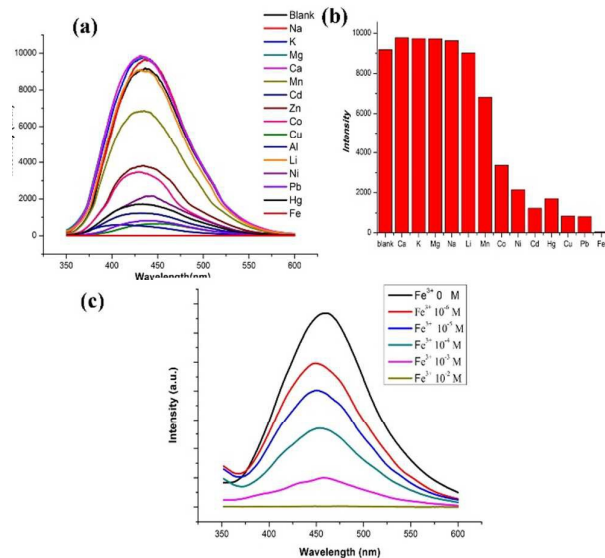 (a)
10000
8000
6000
4000
2000
0
350 400 450 500 550 600
Wavelength(nm)
Blank
Na
K
Mg
Ca
Mn
Cd
Zn
Co
Cu
Al
Li
Ni
Pb
Hg
Fe
(b)
Intensity
10000
8000
6000
4000
2000
0
blank Ca K Mg Na Li Mn Co Ni Cd Hg Cu Pb Fe
(c)
Intensity (a.u.)
Fe³⁺ 0 M
Fe³⁺ 10⁻⁶ M
Fe³⁺ 10⁻⁵ M
Fe³⁺ 10⁻⁴ M
Fe³⁺ 10⁻³ M
Fe³⁺ 10⁻² M
350 400 450 500 550 600
Wavelength (nm)